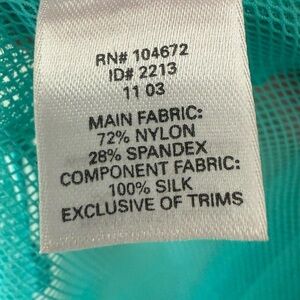 RN# 104672
ID# 2213
11 03
MAIN FABRIC:
72% NYLON
28% SPANDEX
COMPONENT FABRIC:
100% SILK
EXCLUSIVE OF TRIMS